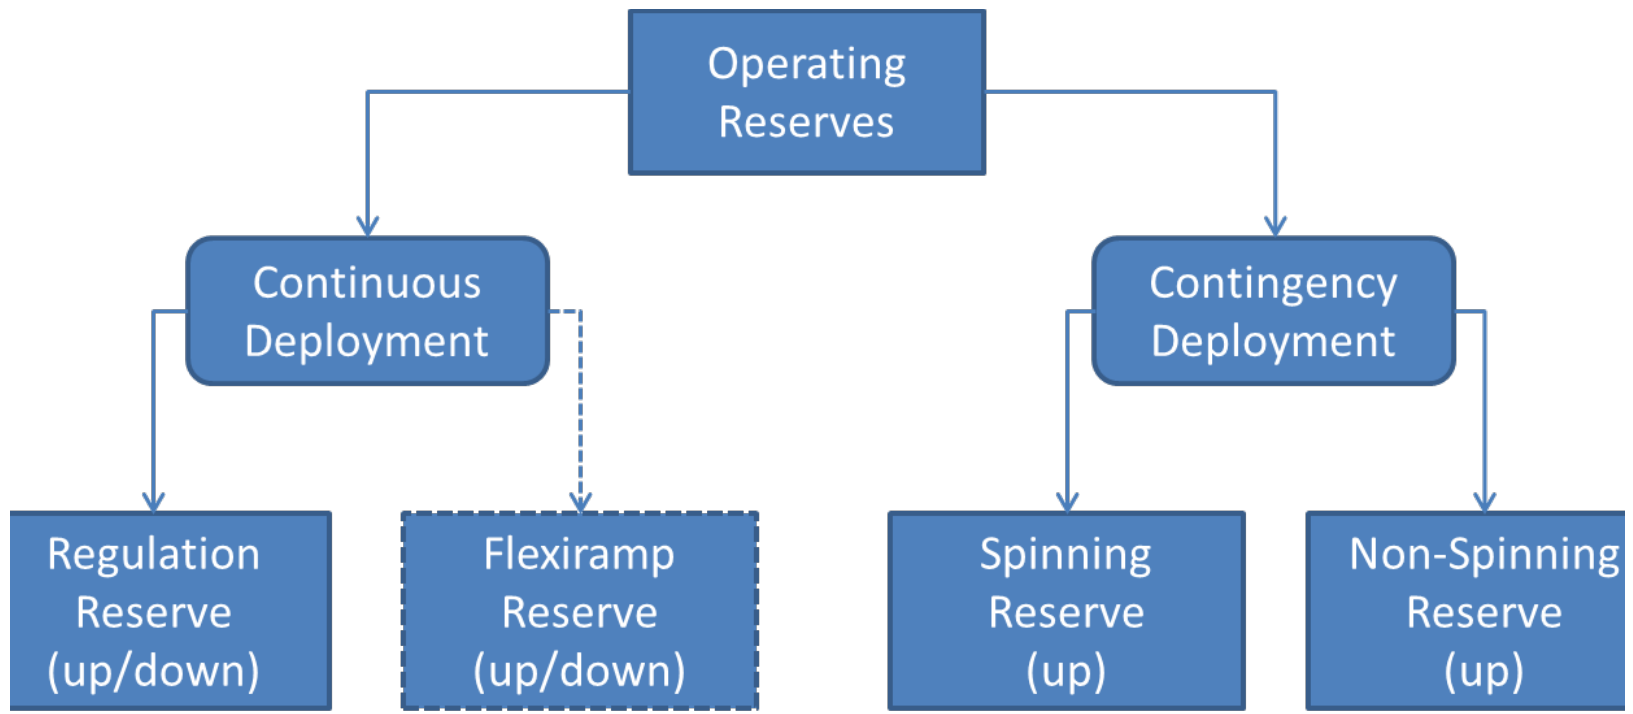 Operating
Reserves
Continuous
Deployment
Contingency
Deployment
Regulation
Reserve
(up/down)
Flexiramp
Reserve
(up/down)
Spinning
Reserve
(up)
Non-Spinning
Reserve
(up)